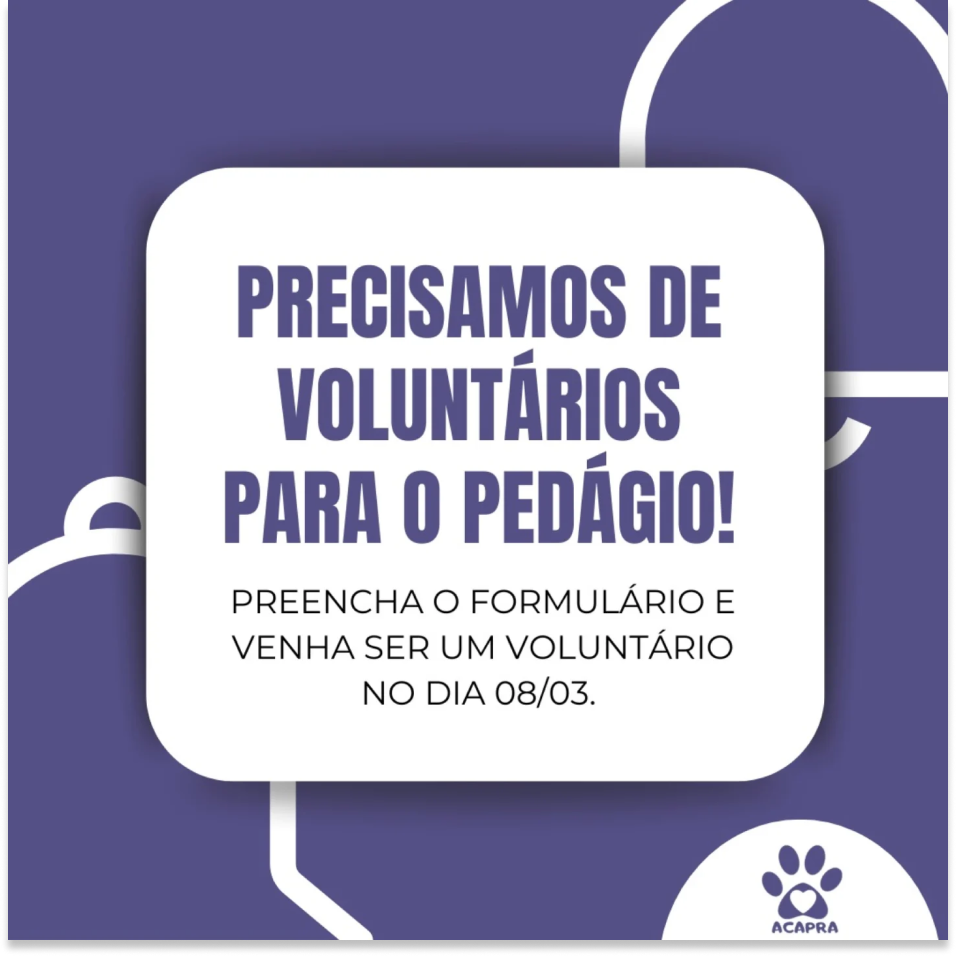 PRECISAMOS DE
VOLUNTÁRIOS
PARA O PEDÁGIO!
PREENCHA O FORMULÁRIO E
VENHA SER UM VOLUNTÁRIO
NO DIA 08/03.
ACAPRA